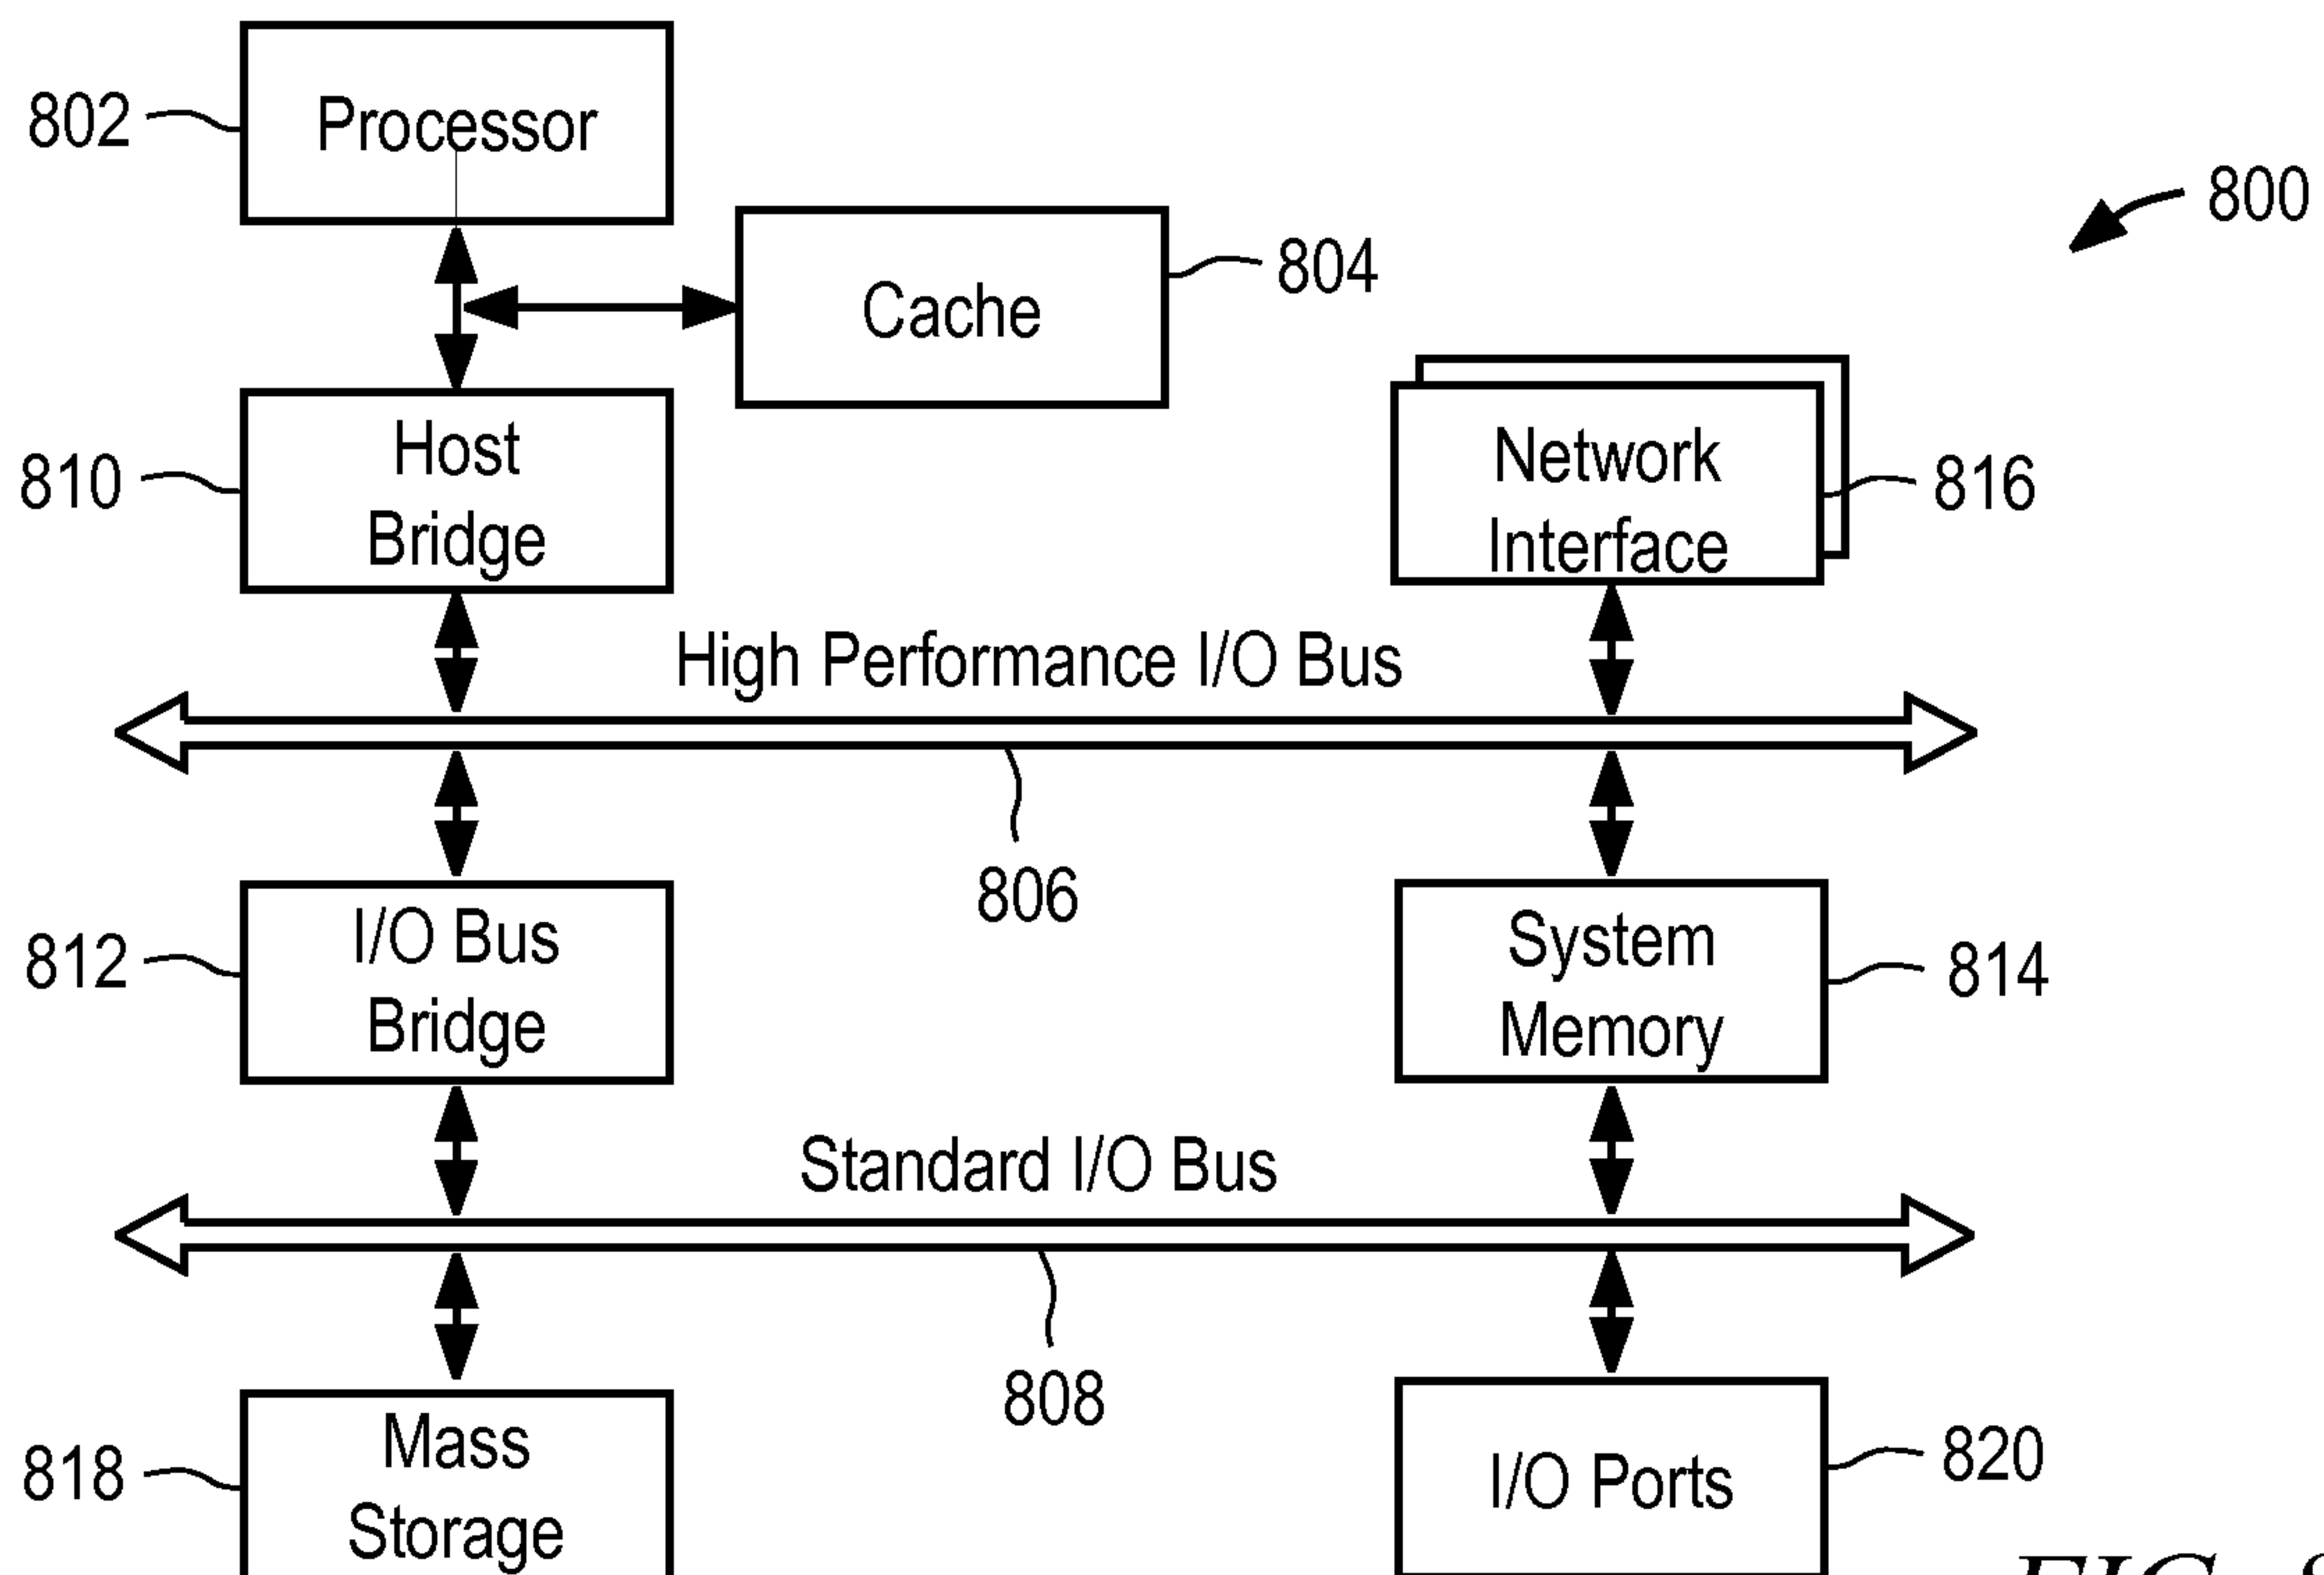 802
Processor
800
Cache
804
Host
Bridge
810
Network
Interface
816
High Performance I/O Bus
806
I/O Bus
Bridge
812
System
Memory
814
Standard I/O Bus
808
Mass
Storage
818
I/O Ports
820